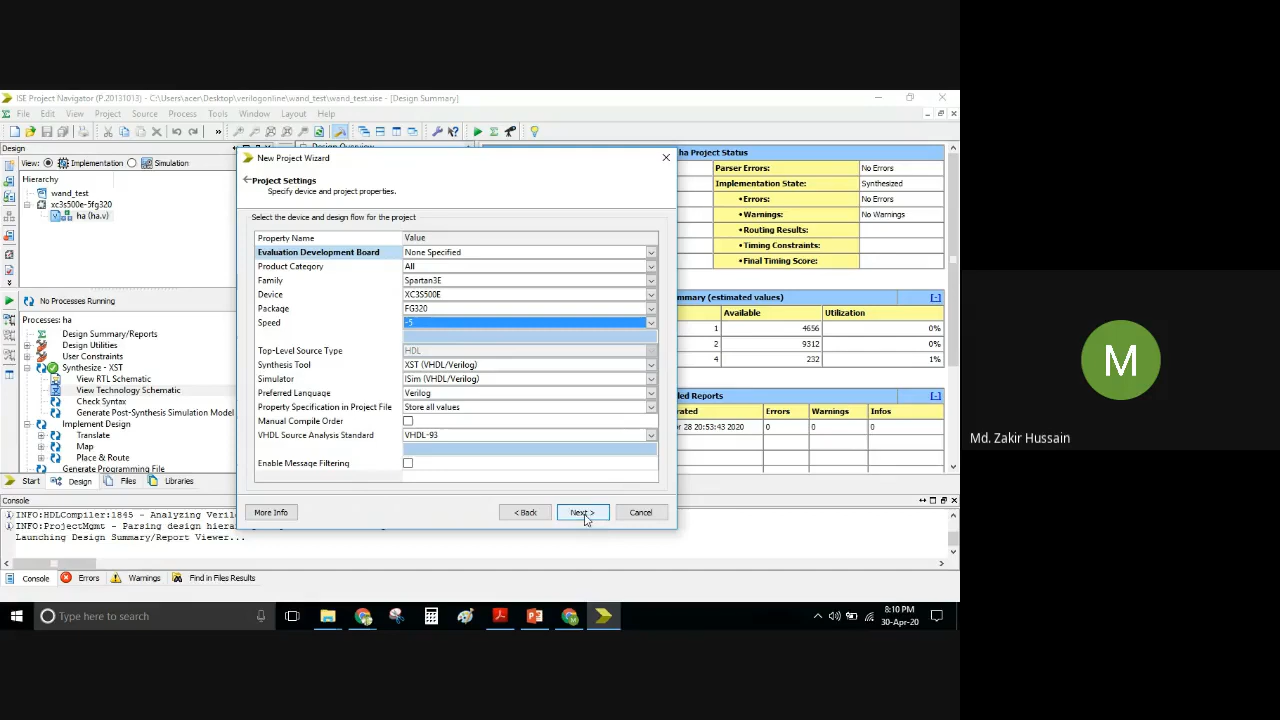 ISE Project Navigator (P.20131013) - C:\Users\acer\Desktop\verilogonline\wand_test\wand_test.xise - [Design Summary]
File Edit View Project Source Process Tools Window Layout Help
Design
View: Implementation Simulation
Hierarchy
wand_test
xc3s500e-5fg320
ha (ha.v)
No Processes Running
Processes: ha
Design Summary/Reports
Design Utilities
User Constraints
Synthesize - XST
View RTL Schematic
View Technology Schematic
Check Syntax
Generate Post-Synthesis Simulation Model
Implement Design
Translate
Map
Place & Route
Generate Programming File
Start Design Files Libraries
New Project Wizard
Project Settings
Specify device and project properties.
Select the device and design flow for the project
Property Name Value
Evaluation Development Board None Specified
Product Category All
Family Spartan3E
Device XC3S500E
Package FG320
Speed -5
Top-Level Source Type HDL
Synthesis Tool XST (VHDL/Verilog)
Simulator ISim (VHDL/Verilog)
Preferred Language Verilog
Property Specification in Project File Store all values
Manual Compile Order
VHDL Source Analysis Standard VHDL-93
Enable Message Filtering
More Info < Back Next > Cancel
ha Project Status
Parser Errors: No Errors
Implementation State: Synthesized
•Errors: No Errors
•Warnings: No Warnings
•Routing Results:
•Timing Constraints:
•Final Timing Score:
mmary (estimated values) [-]
Available Utilization
1 4656 0%
2 9312 0%
4 232 1%
led Reports [-]
rated Errors Warnings Infos
r 28 20:53:43 2020 0 0 0
Console
INFO:HDLCompiler:1845 - Analyzing Veril
INFO:ProjectMgmt - Parsing design hiera
Launching Design Summary/Report Viewer...
Console Errors Warnings Find in Files Results
Type here to search
8:10 PM
30-Apr-20
M
Md. Zakir Hussain